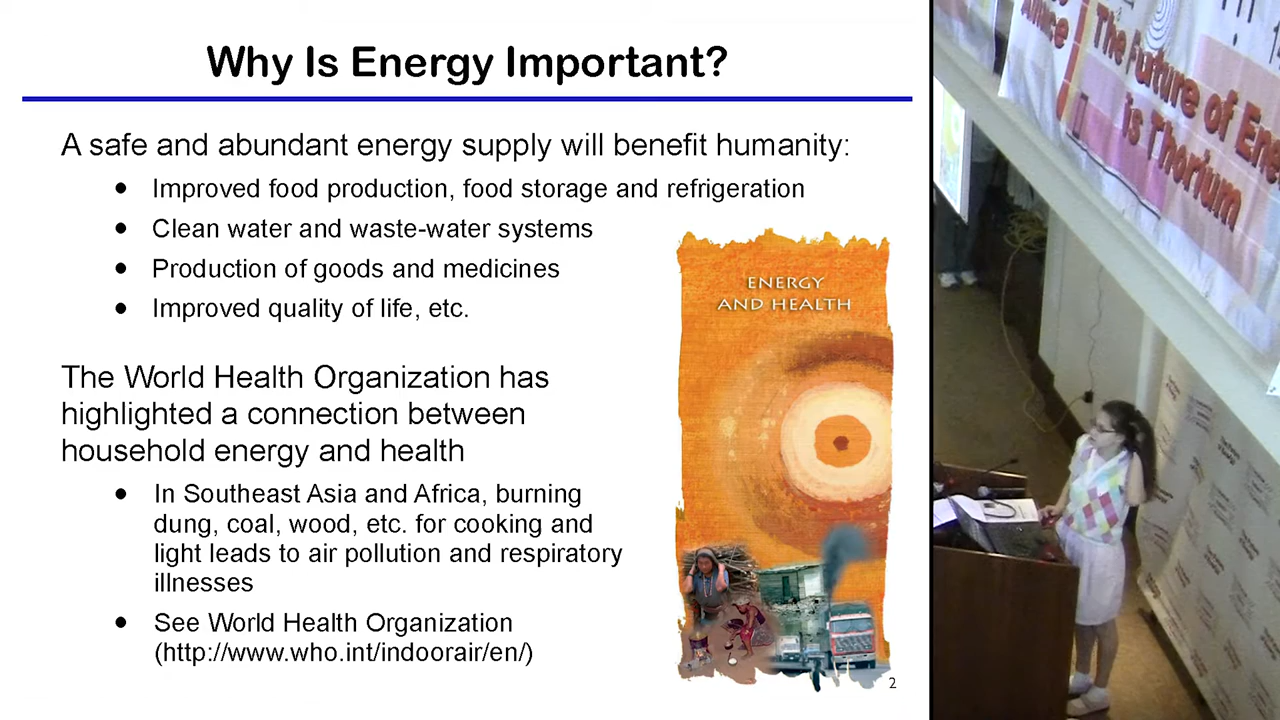 Why Is Energy Important?
A safe and abundant energy supply will benefit humanity:
● Improved food production, food storage and refrigeration
● Clean water and waste-water systems
● Production of goods and medicines
● Improved quality of life, etc.
The World Health Organization has
highlighted a connection between
household energy and health
● In Southeast Asia and Africa, burning
dung, coal, wood, etc. for cooking and
light leads to air pollution and respiratory
illnesses
● See World Health Organization
(http://www.who.int/indoorair/en/)
ENERGY
AND HEALTH
2
The Future of Ene
is Thorium